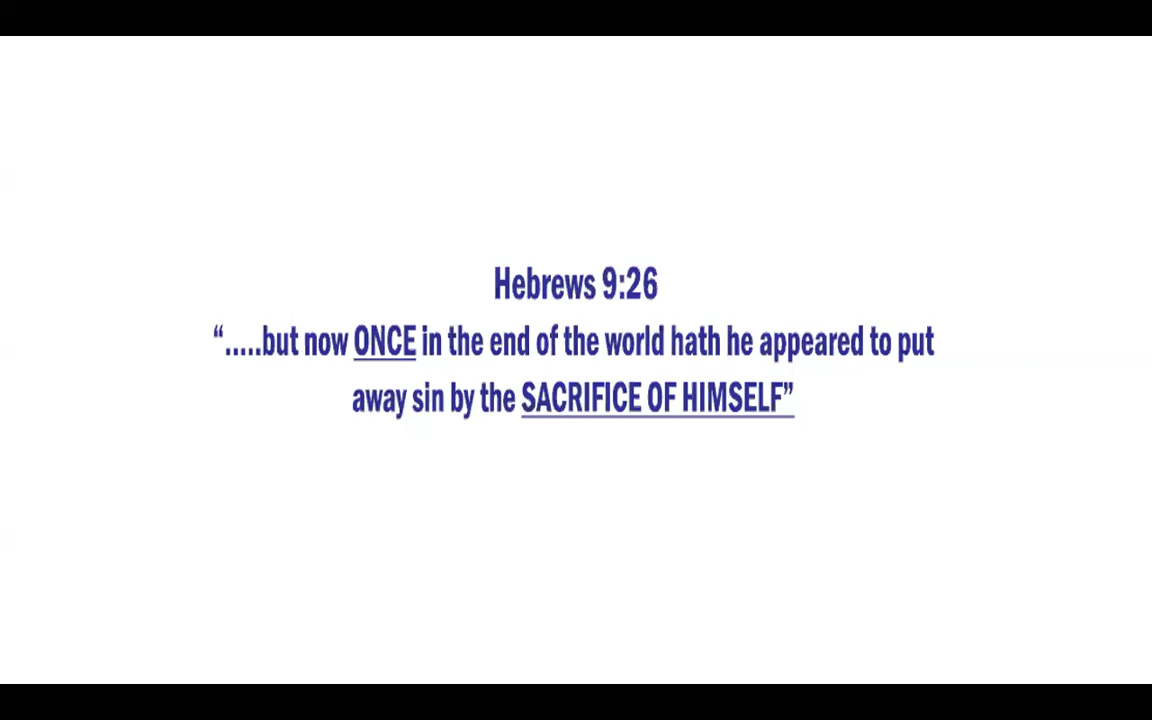 Hebrews 9:26
“.....but now ONCE in the end of the world hath he appeared to put
away sin by the SACRIFICE OF HIMSELF”